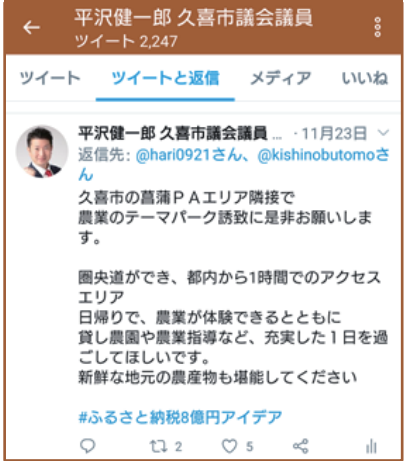 平沢健一郎 久喜市議会議員
ツイート 2,247
ツイート ツイートと返信 メディア いいね
平沢健一郎 久喜市議会議員 ... ・11月23日
返信先: @hari0921さん、@kishinobutomoさ
ん
久喜市の菖蒲ＰＡエリア隣接で
農業のテーマパーク誘致に是非お願いしま
す。
圏央道ができ、都内から1時間でのアクセス
エリア
日帰りで、農業が体験できるとともに
貸し農園や農業指導など、充実した１日を過
ごしてほしいです。
新鮮な地元の農産物も堪能してください
#ふるさと納税8億円アイデア
2 5